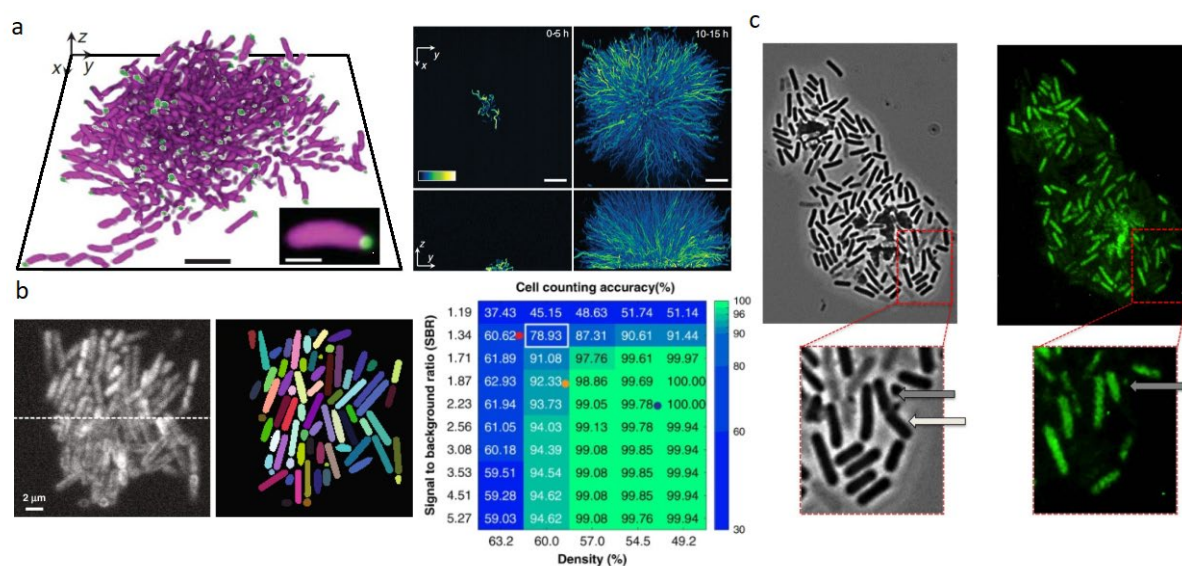 a
z
x
y
0-5 h
y
x
10-15 h
z
y
b
2 µm
Cell counting accuracy(%)
Signal to background ratio (SBR)
1.19 37.43 45.15 48.63 51.74 51.14
1.34 60.62 78.93 87.31 90.61 91.44
1.71 61.89 91.08 97.76 99.61 99.97
1.87 62.93 92.33 98.86 99.69 100.00
2.23 61.94 93.73 99.05 99.78 100.00
2.56 61.05 94.03 99.13 99.78 99.94
3.08 60.18 94.39 99.08 99.85 99.94
3.53 59.51 94.54 99.08 99.85 99.94
4.51 59.28 94.62 99.08 99.85 99.94
5.27 59.03 94.62 99.08 99.76 99.94
63.2 60.0 57.0 54.5 49.2
Density (%)
100
96
90
80
60
30
c